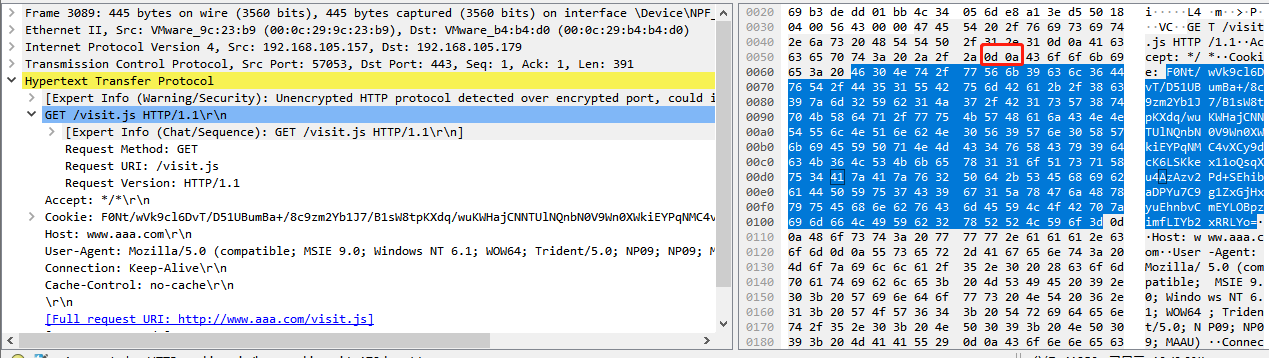 Frame 3089: 445 bytes on wire (3560 bits), 445 bytes captured (3560 bits) on interface \Device\NPF_
Ethernet II, Src: VMware_9c:23:b9 (00:0c:29:9c:23:b9), Dst: VMware_b4:b4:d0 (00:0c:29:b4:b4:d0)
Internet Protocol Version 4, Src: 192.168.105.157, Dst: 192.168.105.179
Transmission Control Protocol, Src Port: 57053, Dst Port: 443, Seq: 1, Ack: 1, Len: 391
Hypertext Transfer Protocol
[Expert Info (Warning/Security): Unencrypted HTTP protocol detected over encrypted port, could i
GET /visit.js HTTP/1.1\r\n
[Expert Info (Chat/Sequence): GET /visit.js HTTP/1.1\r\n]
Request Method: GET
Request URI: /visit.js
Request Version: HTTP/1.1
Accept: */*\r\n
Cookie: F0Nt/wVk9cl6DvT/D51UBumBa+/8c9zm2Yb1J7/B1sW8tpKXdq/wuKWHajCNNTUlNQnbN0V9Wn0XWkiEYPqNMC4v
Host: www.aaa.com\r\n
User-Agent: Mozilla/5.0 (compatible; MSIE 9.0; Windows NT 6.1; WOW64; Trident/5.0; NP09; NP09; M
Connection: Keep-Alive\r\n
Cache-Control: no-cache\r\n
\r\n
[Full request URI: http://www.aaa.com/visit.js]
0020 69 b3 de dd 01 bb 4c 34 05 6d e8 a1 3e d5 50 18 i·····L4 ·m··>·P·
0030 04 00 56 43 00 00 47 45 54 20 2f 76 69 73 69 74 ··VC··GE T /visit
0040 2e 6a 73 20 48 54 54 50 2f 31 2e 31 0d 0a 41 63 .js HTTP /1.1··Ac
0050 63 65 70 74 3a 20 2a 2f 2a 0d 0a 43 6f 6f 6b 69 cept: */ *··Cooki
0060 65 3a 20 46 30 4e 74 2f 77 56 6b 39 63 6c 36 44 e: F0Nt/ wVk9cl6D
0070 76 54 2f 44 35 31 55 42 75 6d 42 61 2b 2f 38 63 vT/D51UB umBa+/8c
0080 39 7a 6d 32 59 62 31 4a 37 2f 42 31 73 57 38 74 9zm2Yb1J 7/B1sW8t
0090 70 4b 58 64 71 2f 77 75 4b 57 48 61 6a 43 4e 4e pKXdq/wu KWHajCNN
00a0 54 55 6c 4e 51 6e 62 4e 30 56 39 57 6e 30 58 57 TUlNQnbN 0V9Wn0XW
00b0 6b 69 45 59 50 71 4e 4d 43 34 76 58 43 79 39 64 kiEYPqNM C4vXCy9d
00c0 63 4b 36 4c 53 4b 6b 65 78 31 31 6f 51 73 71 58 cK6LSKke x11oQsqX
00d0 75 34 41 7a 41 7a 76 32 50 64 2b 53 45 68 69 62 u4AzAzv2 Pd+SEhib
00e0 61 44 50 59 75 37 43 39 67 31 5a 78 47 6a 48 78 aDPYu7C9 g1ZxGjHx
00f0 79 75 45 68 6e 62 76 43 6d 45 59 4c 4f 42 70 7a yuEhnbvC mEYLOBpz
0100 69 6d 66 4c 49 59 62 32 78 52 52 4c 59 6f 3d 0d imfLIYb2 xRRLYo=·
0110 0a 48 6f 73 74 3a 20 77 77 77 2e 61 61 61 2e 63 ·Host: w ww.aaa.c
0120 6f 6d 0d 0a 55 73 65 72 2d 41 67 65 6e 74 3a 20 om··User -Agent:
0130 4d 6f 7a 69 6c 6c 61 2f 35 2e 30 20 28 63 6f 6d Mozilla/ 5.0 (com
0140 70 61 74 69 62 6c 65 3b 20 4d 53 49 45 20 39 2e patible; MSIE 9.
0150 30 3b 20 57 69 6e 64 6f 77 73 20 4e 54 20 36 2e 0; Windo ws NT 6.
0160 31 3b 20 57 4f 57 36 34 3b 20 54 72 69 64 65 6e 1; WOW64 ; Triden
0170 74 2f 35 2e 30 3b 20 4e 50 30 39 3b 20 4e 50 30 t/5.0; N P09; NP0
0180 39 3b 20 4d 41 41 55 29 0d 0a 43 6f 6e 6e 65 63 9; MAAU) ··Connec